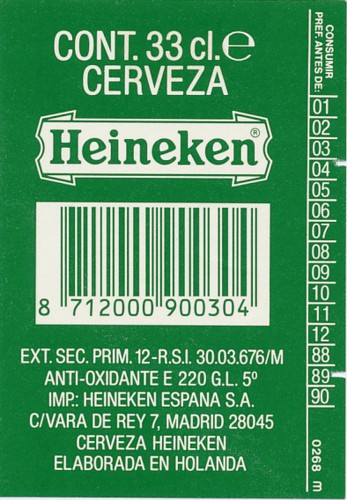 CONT. 33 cl. ℮
CERVEZA
Heineken®
8 712000 900304
EXT. SEC. PRIM. 12-R.S.I. 30.03.676/M
ANTI-OXIDANTE E 220 G.L. 5º
IMP.: HEINEKEN ESPANA S.A.
C/VARA DE REY 7, MADRID 28045
CERVEZA HEINEKEN
ELABORADA EN HOLANDA
CONSUMIR
PREF. ANTES DE:
01
02
03
04
05
06
07
08
09
10
11
12
88
89
90
0268 m